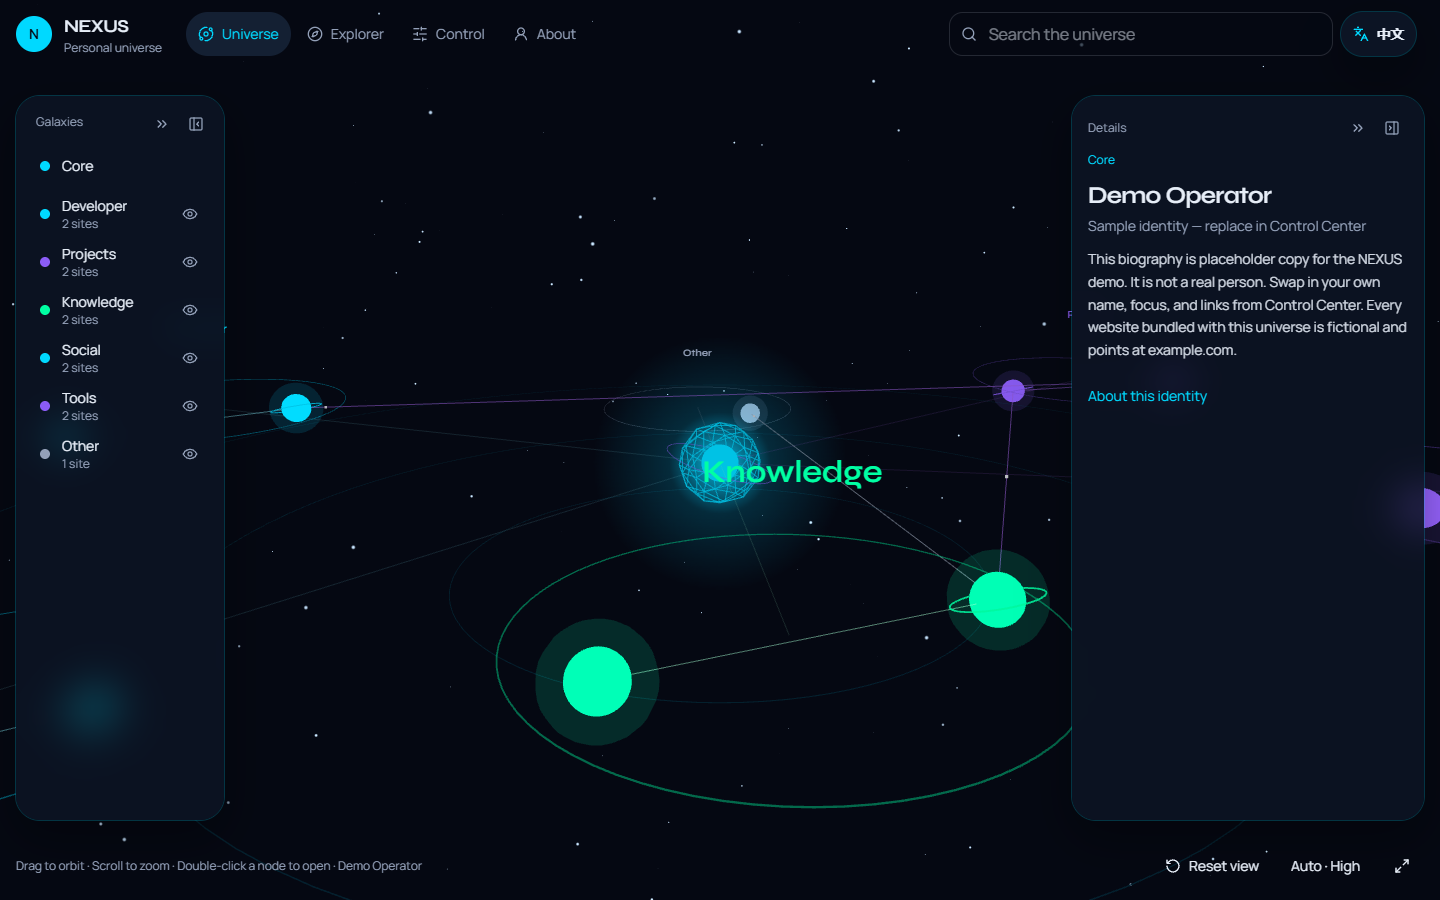 N
NEXUS
Personal universe
Universe
Explorer
Control
About
Search the universe
中文
Galaxies
Core
Developer
2 sites
Projects
2 sites
Knowledge
2 sites
Social
2 sites
Tools
2 sites
Other
1 site
Other
Knowledge
Details
Core
Demo Operator
Sample identity — replace in Control Center
This biography is placeholder copy for the NEXUS
demo. It is not a real person. Swap in your own
name, focus, and links from Control Center. Every
website bundled with this universe is fictional and
points at example.com.
About this identity
Drag to orbit · Scroll to zoom · Double-click a node to open · Demo Operator
Reset view
Auto · High